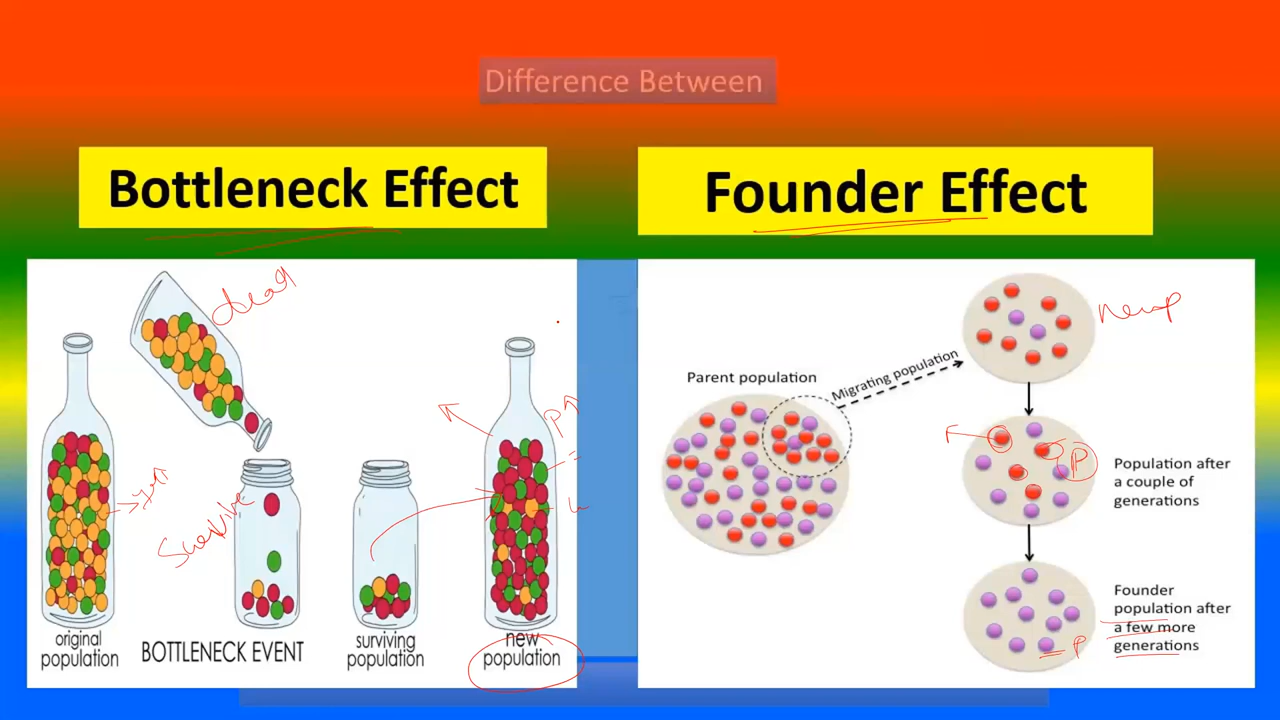 Difference Between
Bottleneck Effect
Founder Effect
dead
Survive
original
population
BOTTLENECK EVENT
surviving
population
new
population
Parent population
Migrating population
P
Population after
a couple of
generations
Founder
population after
a few more
generations
P